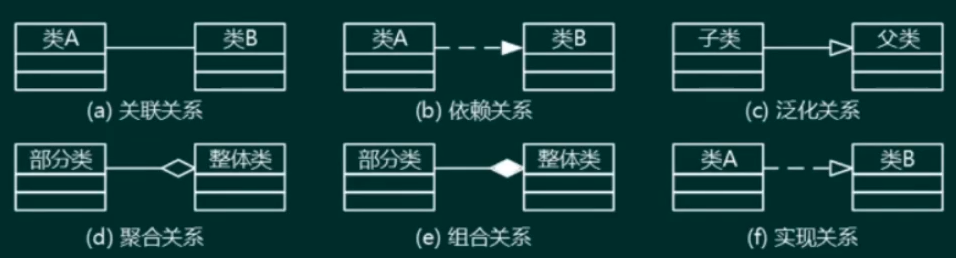 类A 类B 类A 类B 子类 父类
(a) 关联关系 (b) 依赖关系 (c) 泛化关系
部分类 整体类 部分类 整体类 类A 类B
(d) 聚合关系 (e) 组合关系 (f) 实现关系